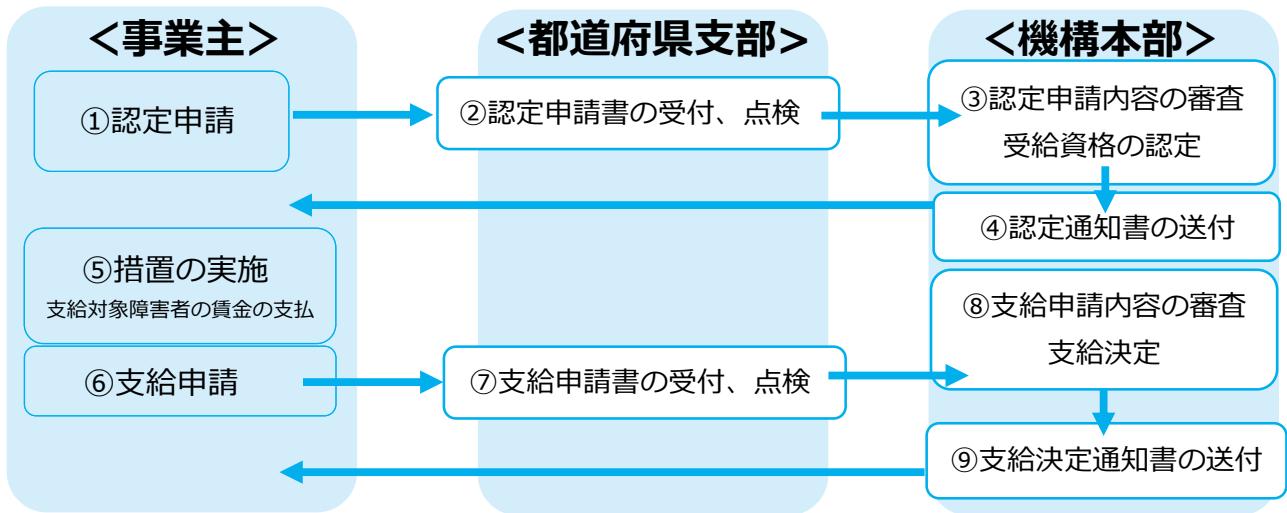 ＜事業主＞
<都道府県支部>
＜機構本部＞
①認定申請
②認定申請書の受付、点検
③認定申請内容の審査
受給資格の認定
④認定通知書の送付
⑤措置の実施
支給対象障害者の賃金の支払
⑥支給申請
⑦支給申請書の受付、点検
⑧支給申請内容の審査
支給決定
⑨支給決定通知書の送付